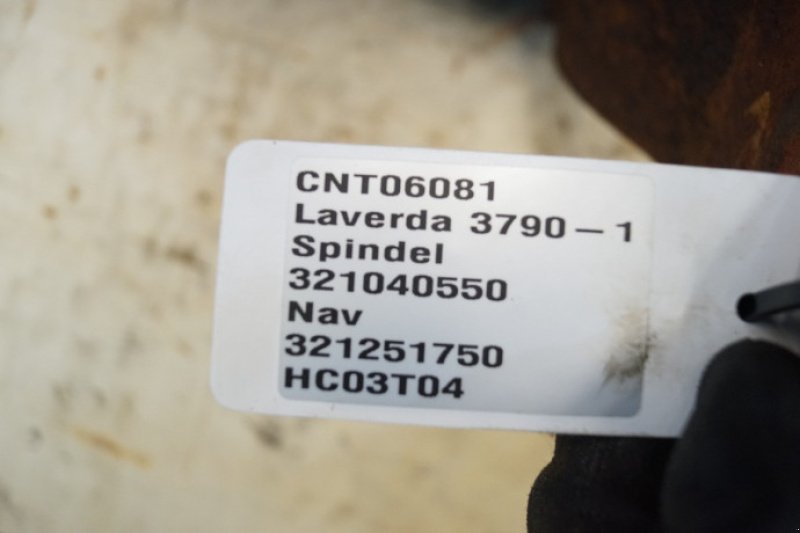 CNT06081
Laverda 3790-1
Spindel
321040550
Nav
321251750
HC03T04